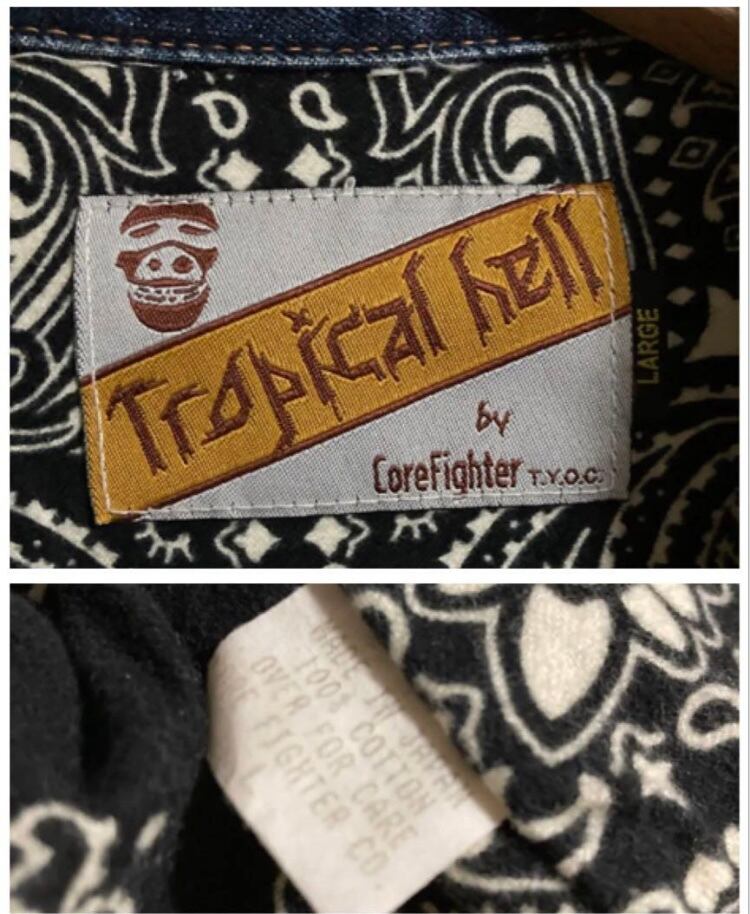 Tropical hell
by
CoreFighter T.Y.O.C.
LARGE
MADE IN JAPAN
100% COTTON
OVER FOR CARE
FIGHTER CO.
L